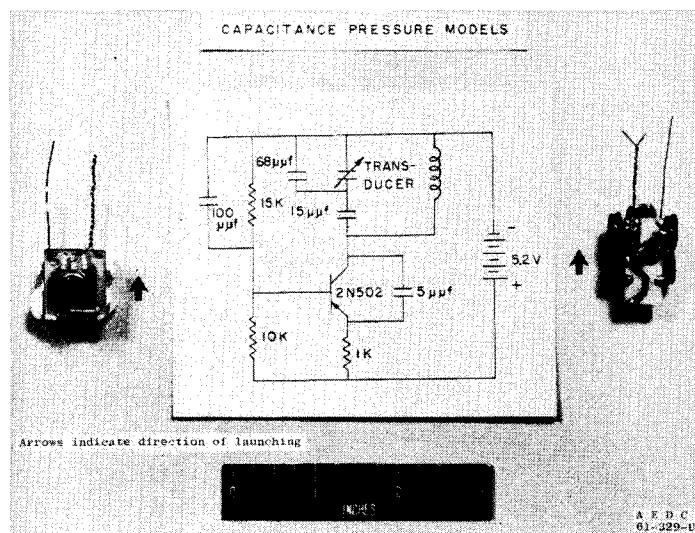 CAPACITANCE PRESSURE MODELS
68μμf
TRANS-
DUCER
100
μμf
15K
15μμf
-
5.2V
+
2N502
5μμf
10K
1K
Arrows indicate direction of launching
INCHES
A E D C
61-329-U